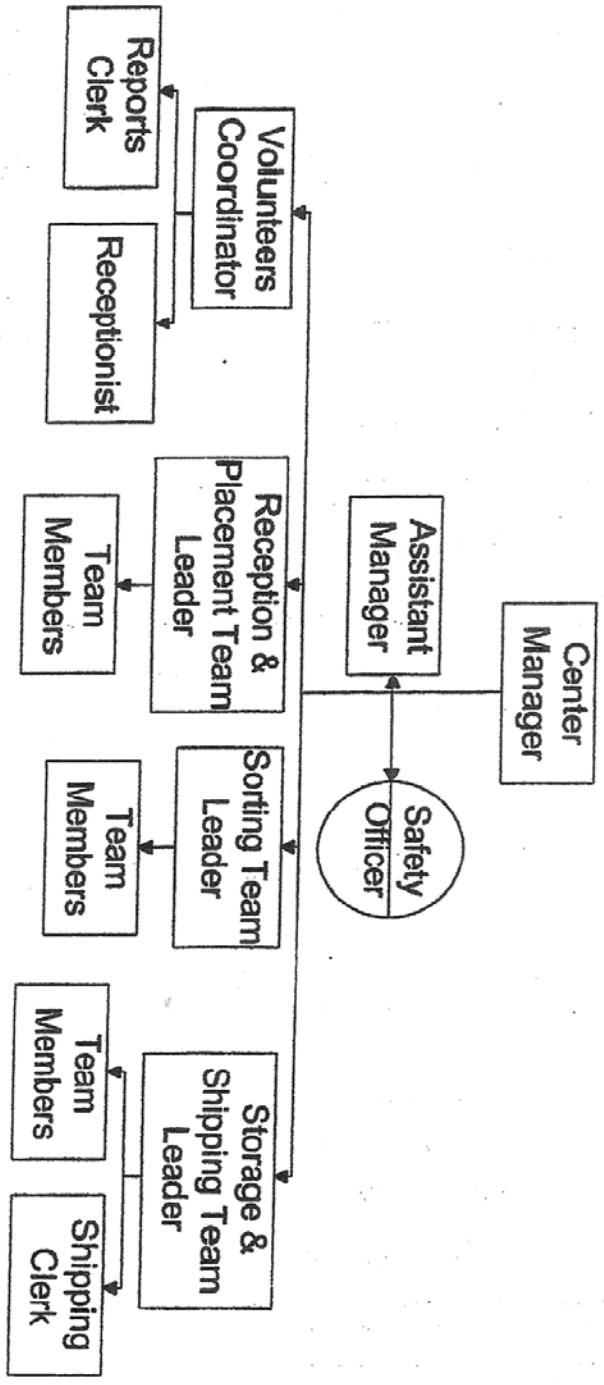 Center
Manager
Assistant
Manager
Safety
Officer
Volunteers
Coordinator
Reception &
Placement Team
Leader
Sorting Team
Leader
Storage &
Shipping Team
Leader
Reports
Clerk
Receptionist
Team
Members
Team
Members
Team
Members
Shipping
Clerk